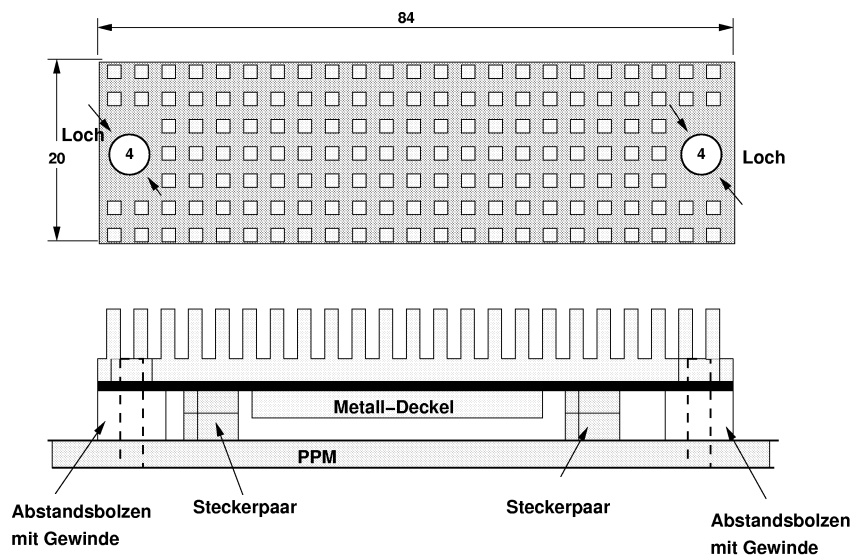 84
Loch
4
20
4
Loch
Metall–Deckel
PPM
Abstandsbolzen
mit Gewinde
Steckerpaar
Steckerpaar
Abstandsbolzen
mit Gewinde